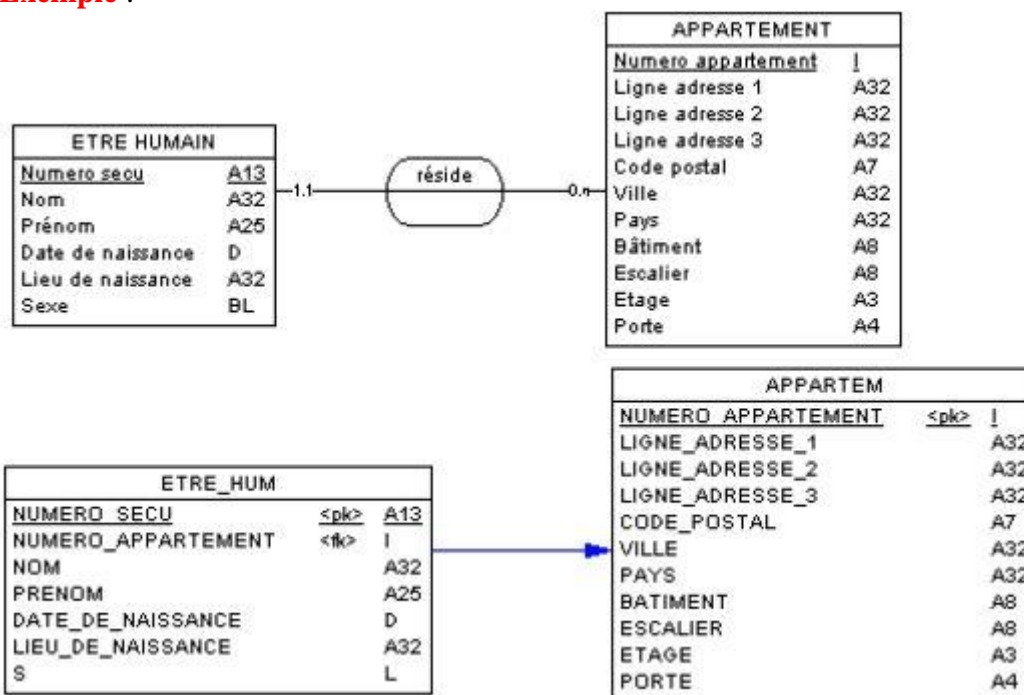 Exemple :
APPARTEMENT
Numero appartement I
Ligne adresse 1 A32
Ligne adresse 2 A32
Ligne adresse 3 A32
Code postal A7
Ville A32
Pays A32
Bâtiment A8
Escalier A8
Etage A3
Porte A4
ETRE HUMAIN
Numero secu A13
Nom A32
Prénom A25
Date de naissance D
Lieu de naissance A32
Sexe BL
1.1
réside
0.n
APPARTEM
NUMERO_APPARTEMENT <pk> I
LIGNE_ADRESSE_1 A32
LIGNE_ADRESSE_2 A32
LIGNE_ADRESSE_3 A32
CODE_POSTAL A7
VILLE A32
PAYS A32
BATIMENT A8
ESCALIER A8
ETAGE A3
PORTE A4
ETRE_HUM
NUMERO_SECU <pk> A13
NUMERO_APPARTEMENT <fk> I
NOM A32
PRENOM A25
DATE_DE_NAISSANCE D
LIEU_DE_NAISSANCE A32
S L